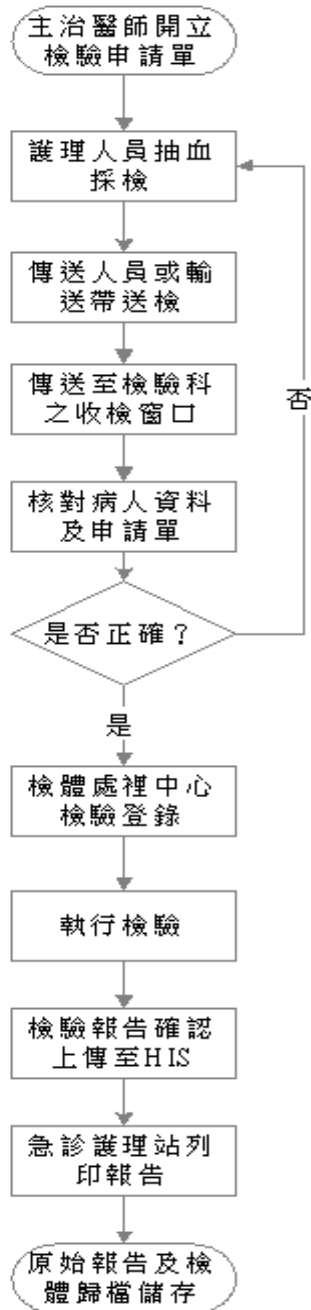 主治醫師開立
檢驗申請單
護理人員抽血
採檢
傳送人員或輸
送帶送檢
傳送至檢驗科
之收檢窗口
否
核對病人資料
及申請單
是否正確？
是
檢體處裡中心
檢驗登錄
執行檢驗
檢驗報告確認
上傳至HIS
急診護理站列
印報告
原始報告及檢
體歸檔儲存